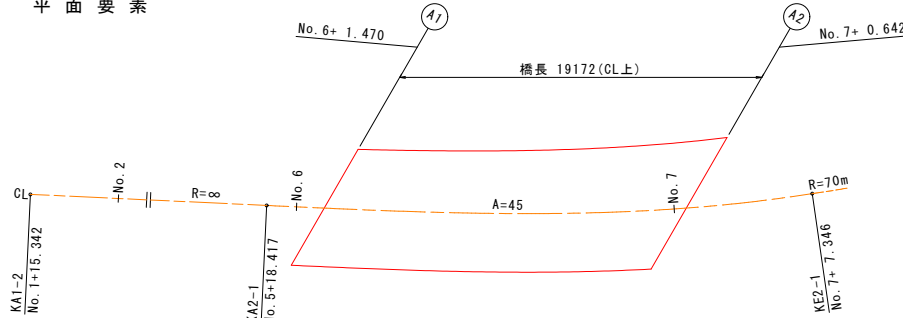 平面要素
A1
A2
No.6+ 1.470
No.7+ 0.642
橋長 19172(CL上)
CL
No.2
R=∞
No.6
A=45
No.7
R=70m
KA1-2
No.1+15.342
KA2-1
No.5+18.417
KE2-1
No.7+ 7.346